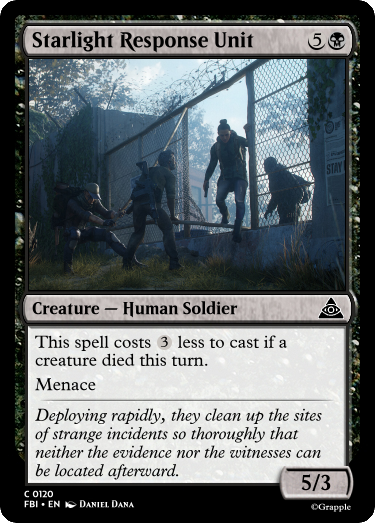 Starlight Response Unit 5
STAY
Creature — Human Soldier
This spell costs 3 less to cast if a
creature died this turn.
Menace
Deploying rapidly, they clean up the sites
of strange incidents so thoroughly that
neither the evidence nor the witnesses can
be located afterward.
5/3
C 0120
FBI • EN Daniel Dana
©Grapple